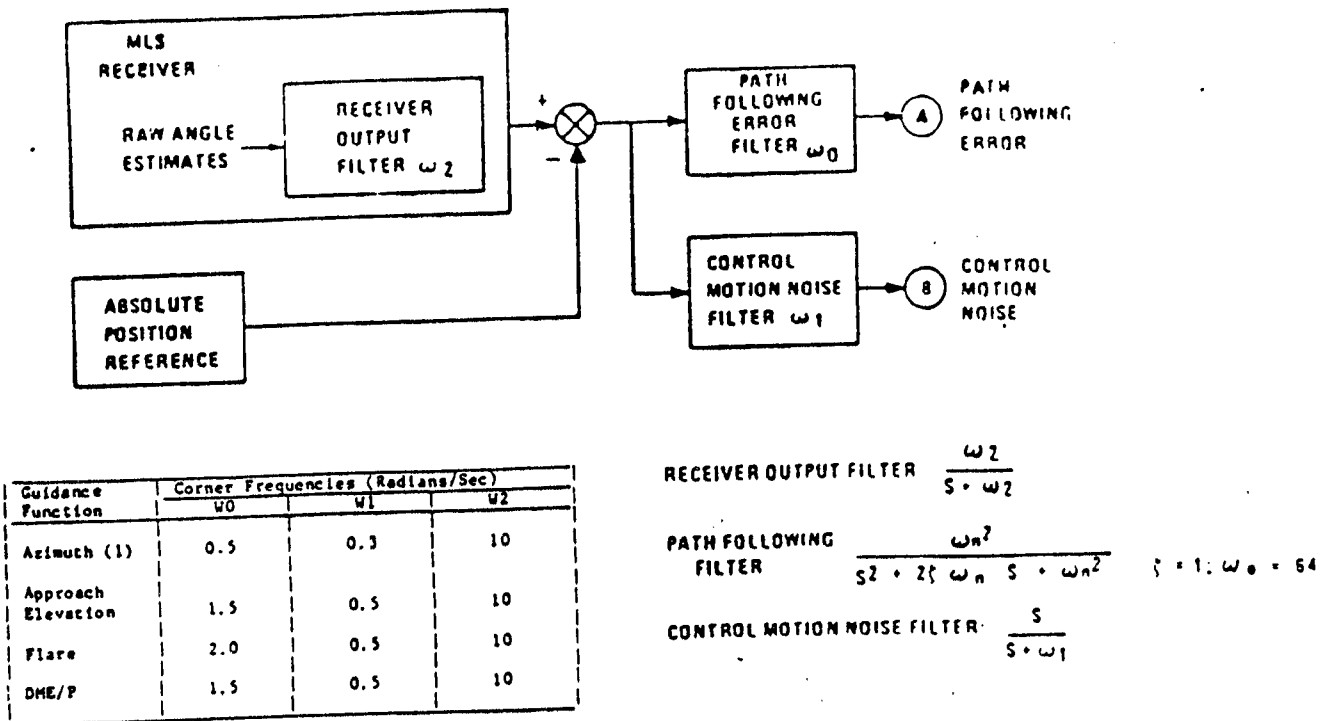 MLS
RECEIVER
RAW ANGLE
ESTIMATES
RECEIVER
OUTPUT
FILTER ω2
+
−
ABSOLUTE
POSITION
REFERENCE
PATH
FOLLOWING
ERROR
FILTER ω0
A
PATH
FOLLOWING
ERROR
CONTROL
MOTION NOISE
FILTER ω1
B
CONTROL
MOTION
NOISE
Guidance Function | Corner Frequencies (Radians/Sec)
W0 | W1 | W2
Azimuth (1) | 0.5 | 0.3 | 10
Approach Elevation | 1.5 | 0.5 | 10
Flare | 2.0 | 0.5 | 10
DME/P | 1.5 | 0.5 | 10
RECEIVER OUTPUT FILTER ω2 / S + ω2
PATH FOLLOWING FILTER ωn2 / S2 + 2ζ ωn S + ωn2 ζ = 1; ω0 = 64
CONTROL MOTION NOISE FILTER S / S + ω1